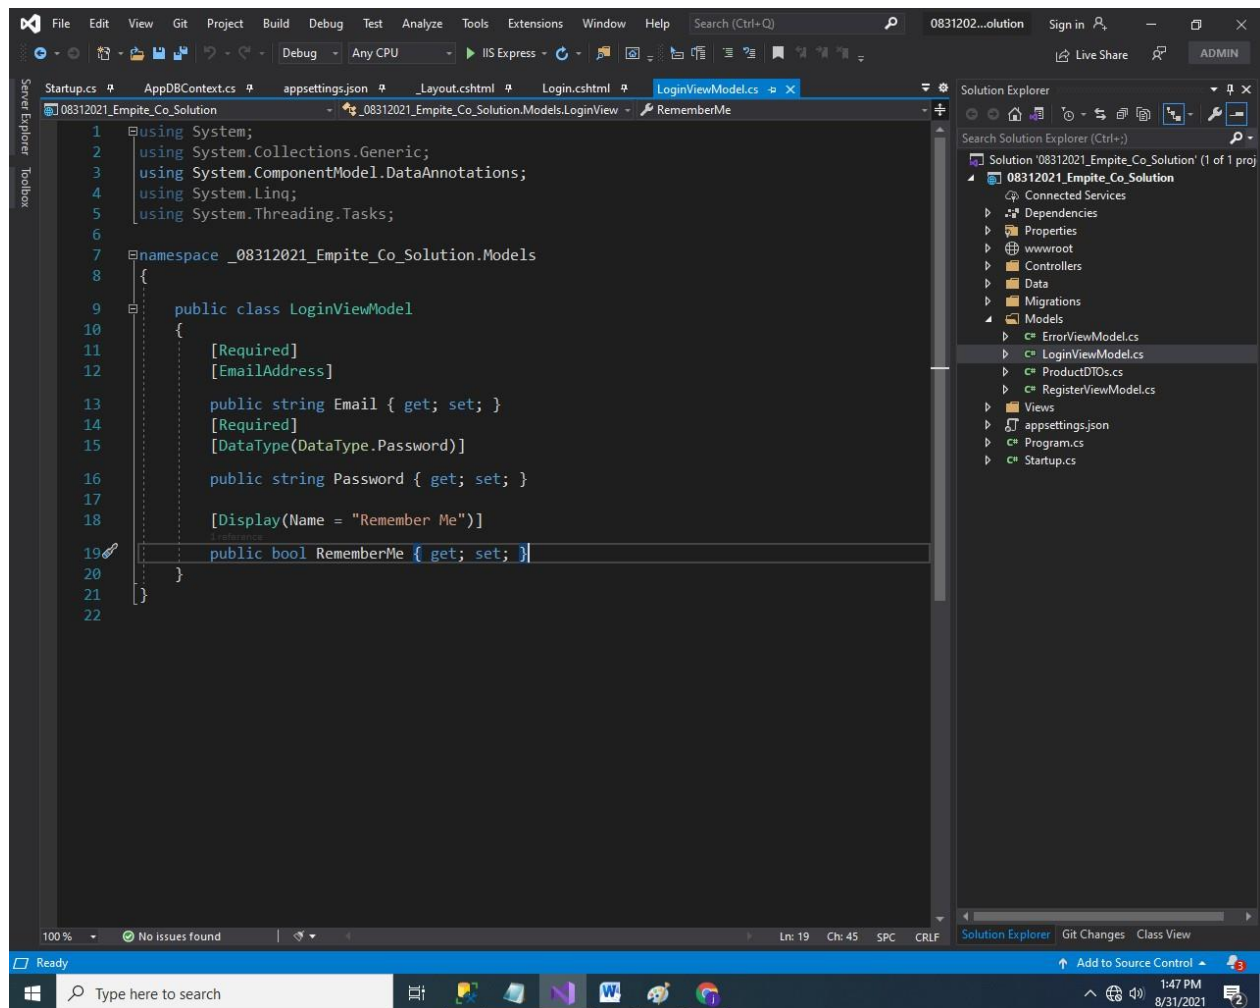 File Edit View Git Project Build Debug Test Analyze Tools Extensions Window Help Search (Ctrl+Q) 0831202...olution Sign in
Debug Any CPU IIS Express Live Share ADMIN
Server Explorer
Toolbox
Startup.cs AppDBContext.cs appsettings.json _Layout.cshtml Login.cshtml LoginViewModel.cs
08312021_Empite_Co_Solution _08312021_Empite_Co_Solution.Models.LoginView RememberMe
1 using System;
2 using System.Collections.Generic;
3 using System.ComponentModel.DataAnnotations;
4 using System.Linq;
5 using System.Threading.Tasks;
6
7 namespace _08312021_Empite_Co_Solution.Models
8 {
9 public class LoginViewModel
10 {
11 [Required]
12 [EmailAddress]
13 public string Email { get; set; }
14 [Required]
15 [DataType(DataType.Password)]
16 public string Password { get; set; }
17
18 [Display(Name = "Remember Me")]
1 reference
19 public bool RememberMe { get; set; }
20 }
21 }
22
100 % No issues found Ln: 19 Ch: 45 SPC CRLF
Solution Explorer
Search Solution Explorer (Ctrl+;)
Solution '08312021_Empite_Co_Solution' (1 of 1 proj
08312021_Empite_Co_Solution
Connected Services
Dependencies
Properties
wwwroot
Controllers
Data
Migrations
Models
C# ErrorViewModel.cs
C# LoginViewModel.cs
C# ProductDTOs.cs
C# RegisterViewModel.cs
Views
appsettings.json
C# Program.cs
C# Startup.cs
Solution Explorer Git Changes Class View
Ready Add to Source Control 3
Type here to search 1:47 PM
8/31/2021 2